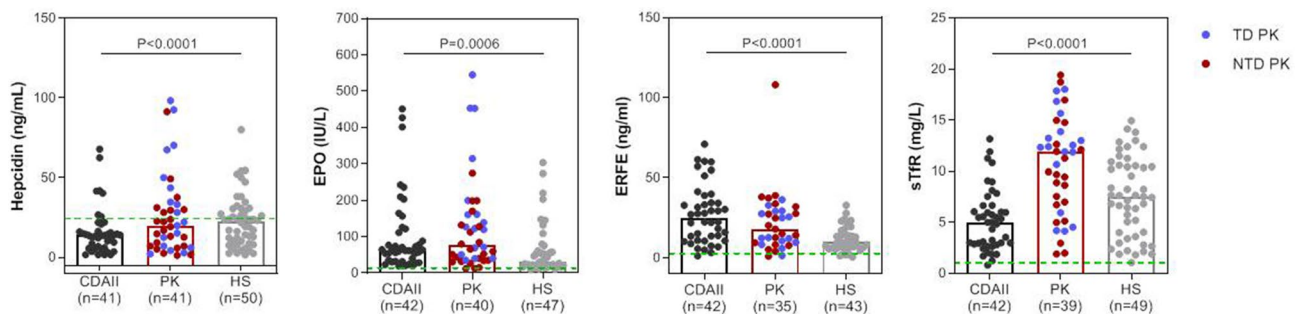 Hepcidin (ng/mL)
150
100
50
0
P<0.0001
CDAII
(n=41)
PK
(n=41)
HS
(n=50)
EPO (IU/L)
700
600
500
400
300
200
100
0
P=0.0006
CDAII
(n=42)
PK
(n=40)
HS
(n=47)
ERFE (ng/ml)
150
100
50
0
P<0.0001
CDAII
(n=42)
PK
(n=35)
HS
(n=43)
sTfR (mg/L)
25
20
15
10
5
0
P<0.0001
CDAII
(n=42)
PK
(n=39)
HS
(n=49)
TD PK
NTD PK